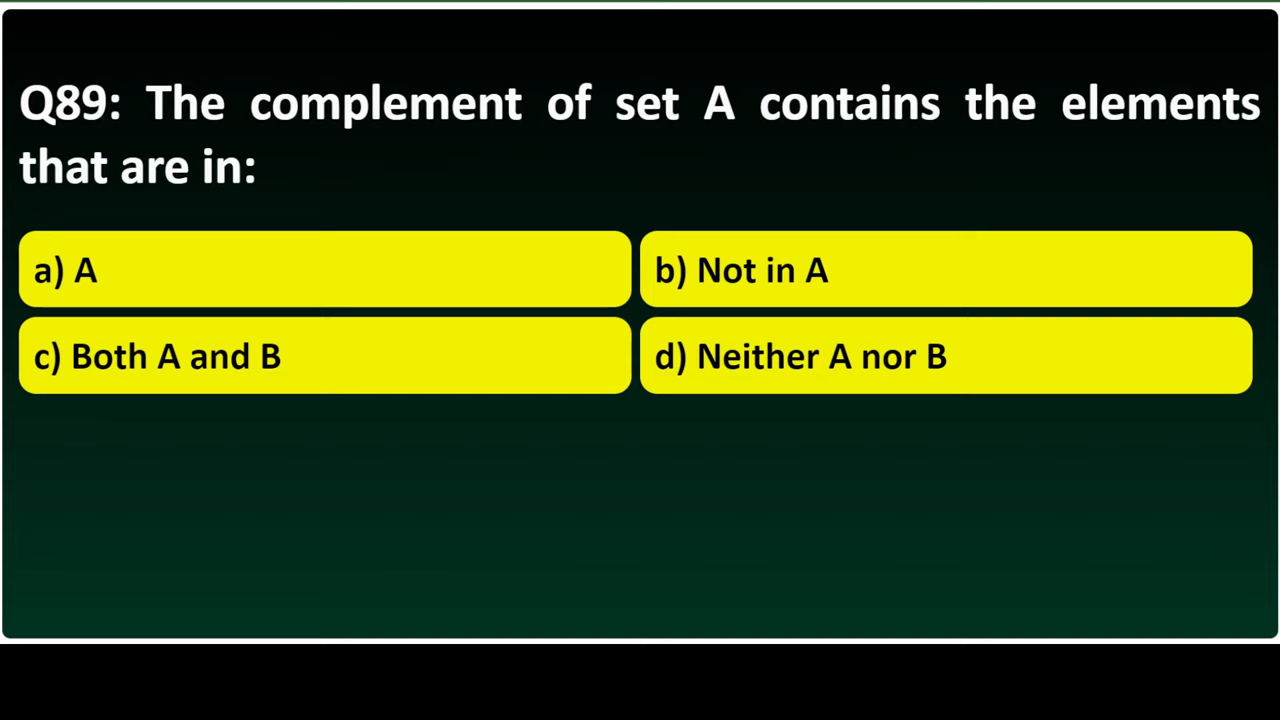 Q89: The complement of set A contains the elements
that are in:
a) A
b) Not in A
c) Both A and B
d) Neither A nor B